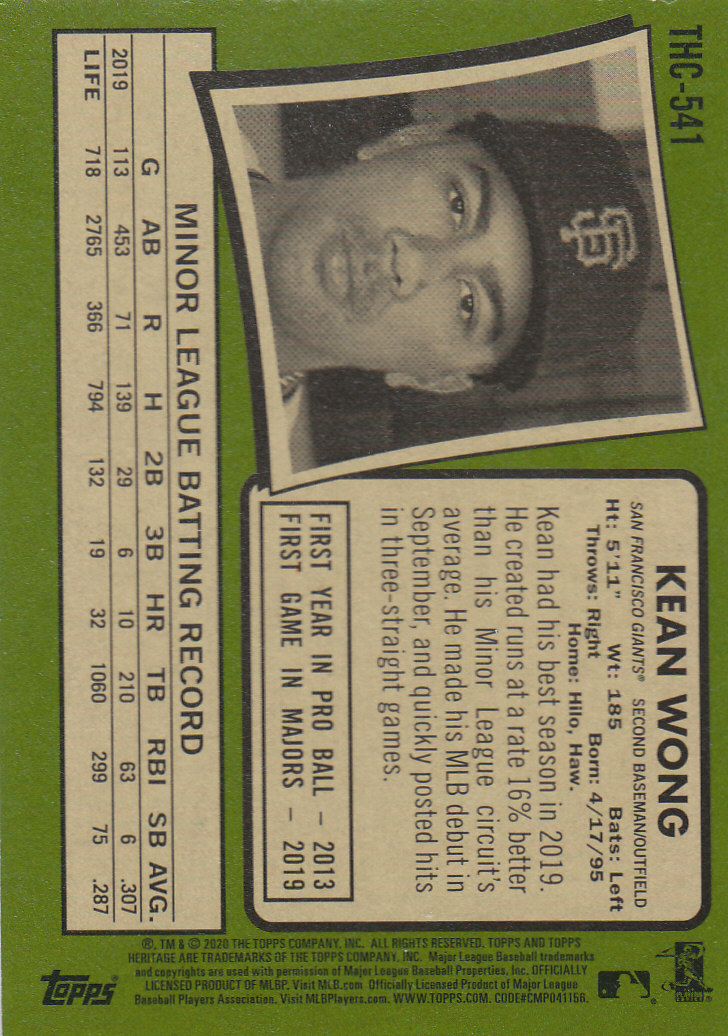 THC-541
KEAN WONG
SAN FRANCISCO GIANTS® SECOND BASEMAN/OUTFIELD
Ht: 5'11" Wt: 185 Bats: Left
Throws: Right Born: 4/17/95
Home: Hilo, Haw.
Kean had his best season in 2019.
He created runs at a rate 16% better
than his Minor League circuit's
average. He made his MLB debut in
September, and quickly posted hits
in three-straight games.
FIRST YEAR IN PRO BALL – 2013
FIRST GAME IN MAJORS – 2019
MINOR LEAGUE BATTING RECORD
G AB R H 2B 3B HR TB RBI SB AVG.
2019 113 453 71 139 29 6 10 210 63 6 .307
LIFE 718 2765 366 794 132 19 32 1060 299 75 .287
®, TM & © 2020 THE TOPPS COMPANY, INC. ALL RIGHTS RESERVED. TOPPS AND TOPPS
HERITAGE ARE TRADEMARKS OF THE TOPPS COMPANY, INC. Major League Baseball trademarks
and copyrights are used with permission of Major League Baseball Properties, Inc. OFFICIALLY
LICENSED PRODUCT OF MLBP. Visit MLB.com Officially Licensed Product of Major League
Baseball Players Association. Visit MLBPlayers.com. WWW.TOPPS.COM. CODE#CMP041156.
topps®